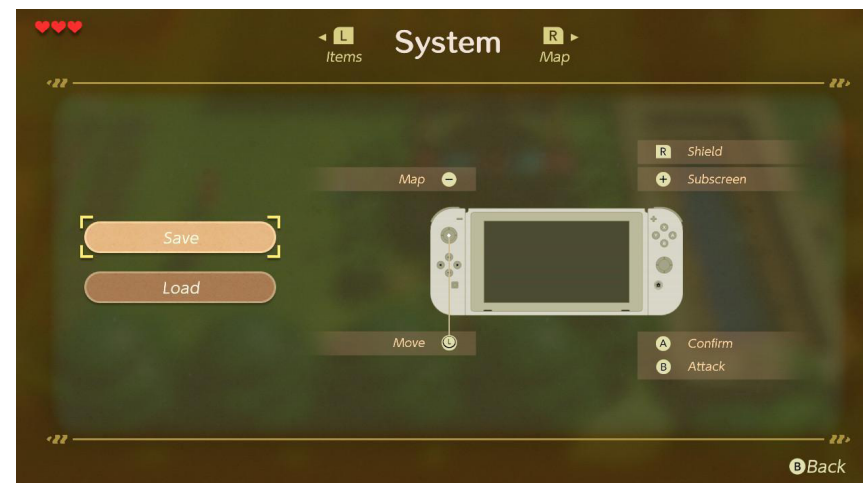 L System R
Items Map
R Shield
Map - + Subscreen
Save
Load
Move L A Confirm
B Attack
B Back